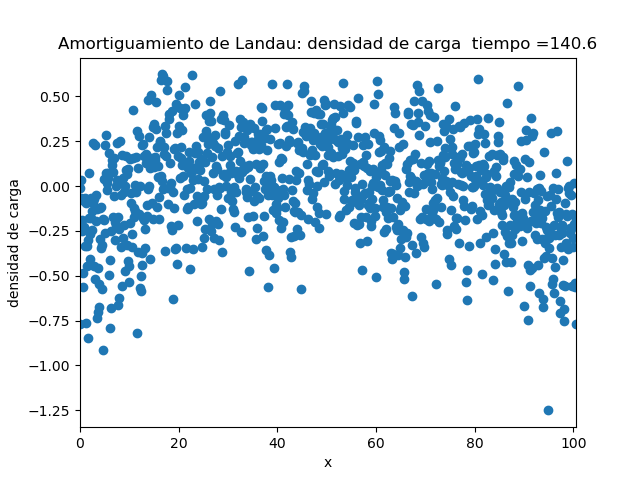 Amortiguamiento de Landau: densidad de carga  tiempo =140.6
0.50
0.25
0.00
−0.25
−0.50
−0.75
−1.00
−1.25
densidad de carga
0 20 40 60 80 100
x